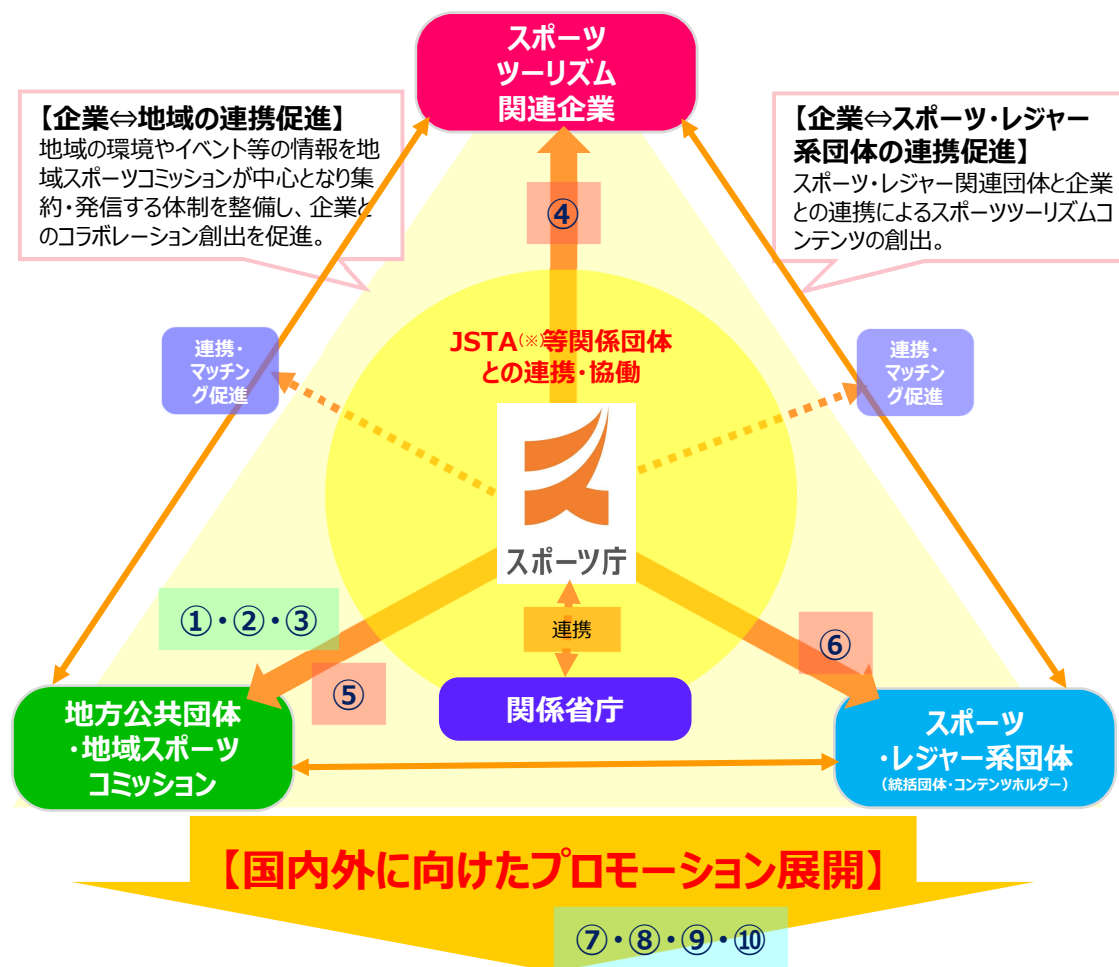 スポーツ
ツーリズム
関連企業
【企業⇔地域の連携促進】
地域の環境やイベント等の情報を地
域スポーツコミッションが中心となり集
約・発信する体制を整備し、企業と
のコラボレーション創出を促進。
【企業⇔スポーツ・レジャー
系団体の連携促進】
スポーツ・レジャー関連団体と企業
との連携によるスポーツツーリズムコ
ンテンツの創出。
④
JSTA(※)等関係団体
との連携・協働
連携・
マッチン
グ促進
連携・
マッチン
グ促進
スポーツ庁
①・②・③
連携
⑥
⑤
関係省庁
地方公共団体
・地域スポーツ
コミッション
スポーツ
・レジャー系団体
(統括団体・コンテンツホルダー)
【国内外に向けたプロモーション展開】
⑦・⑧・⑨・⑩